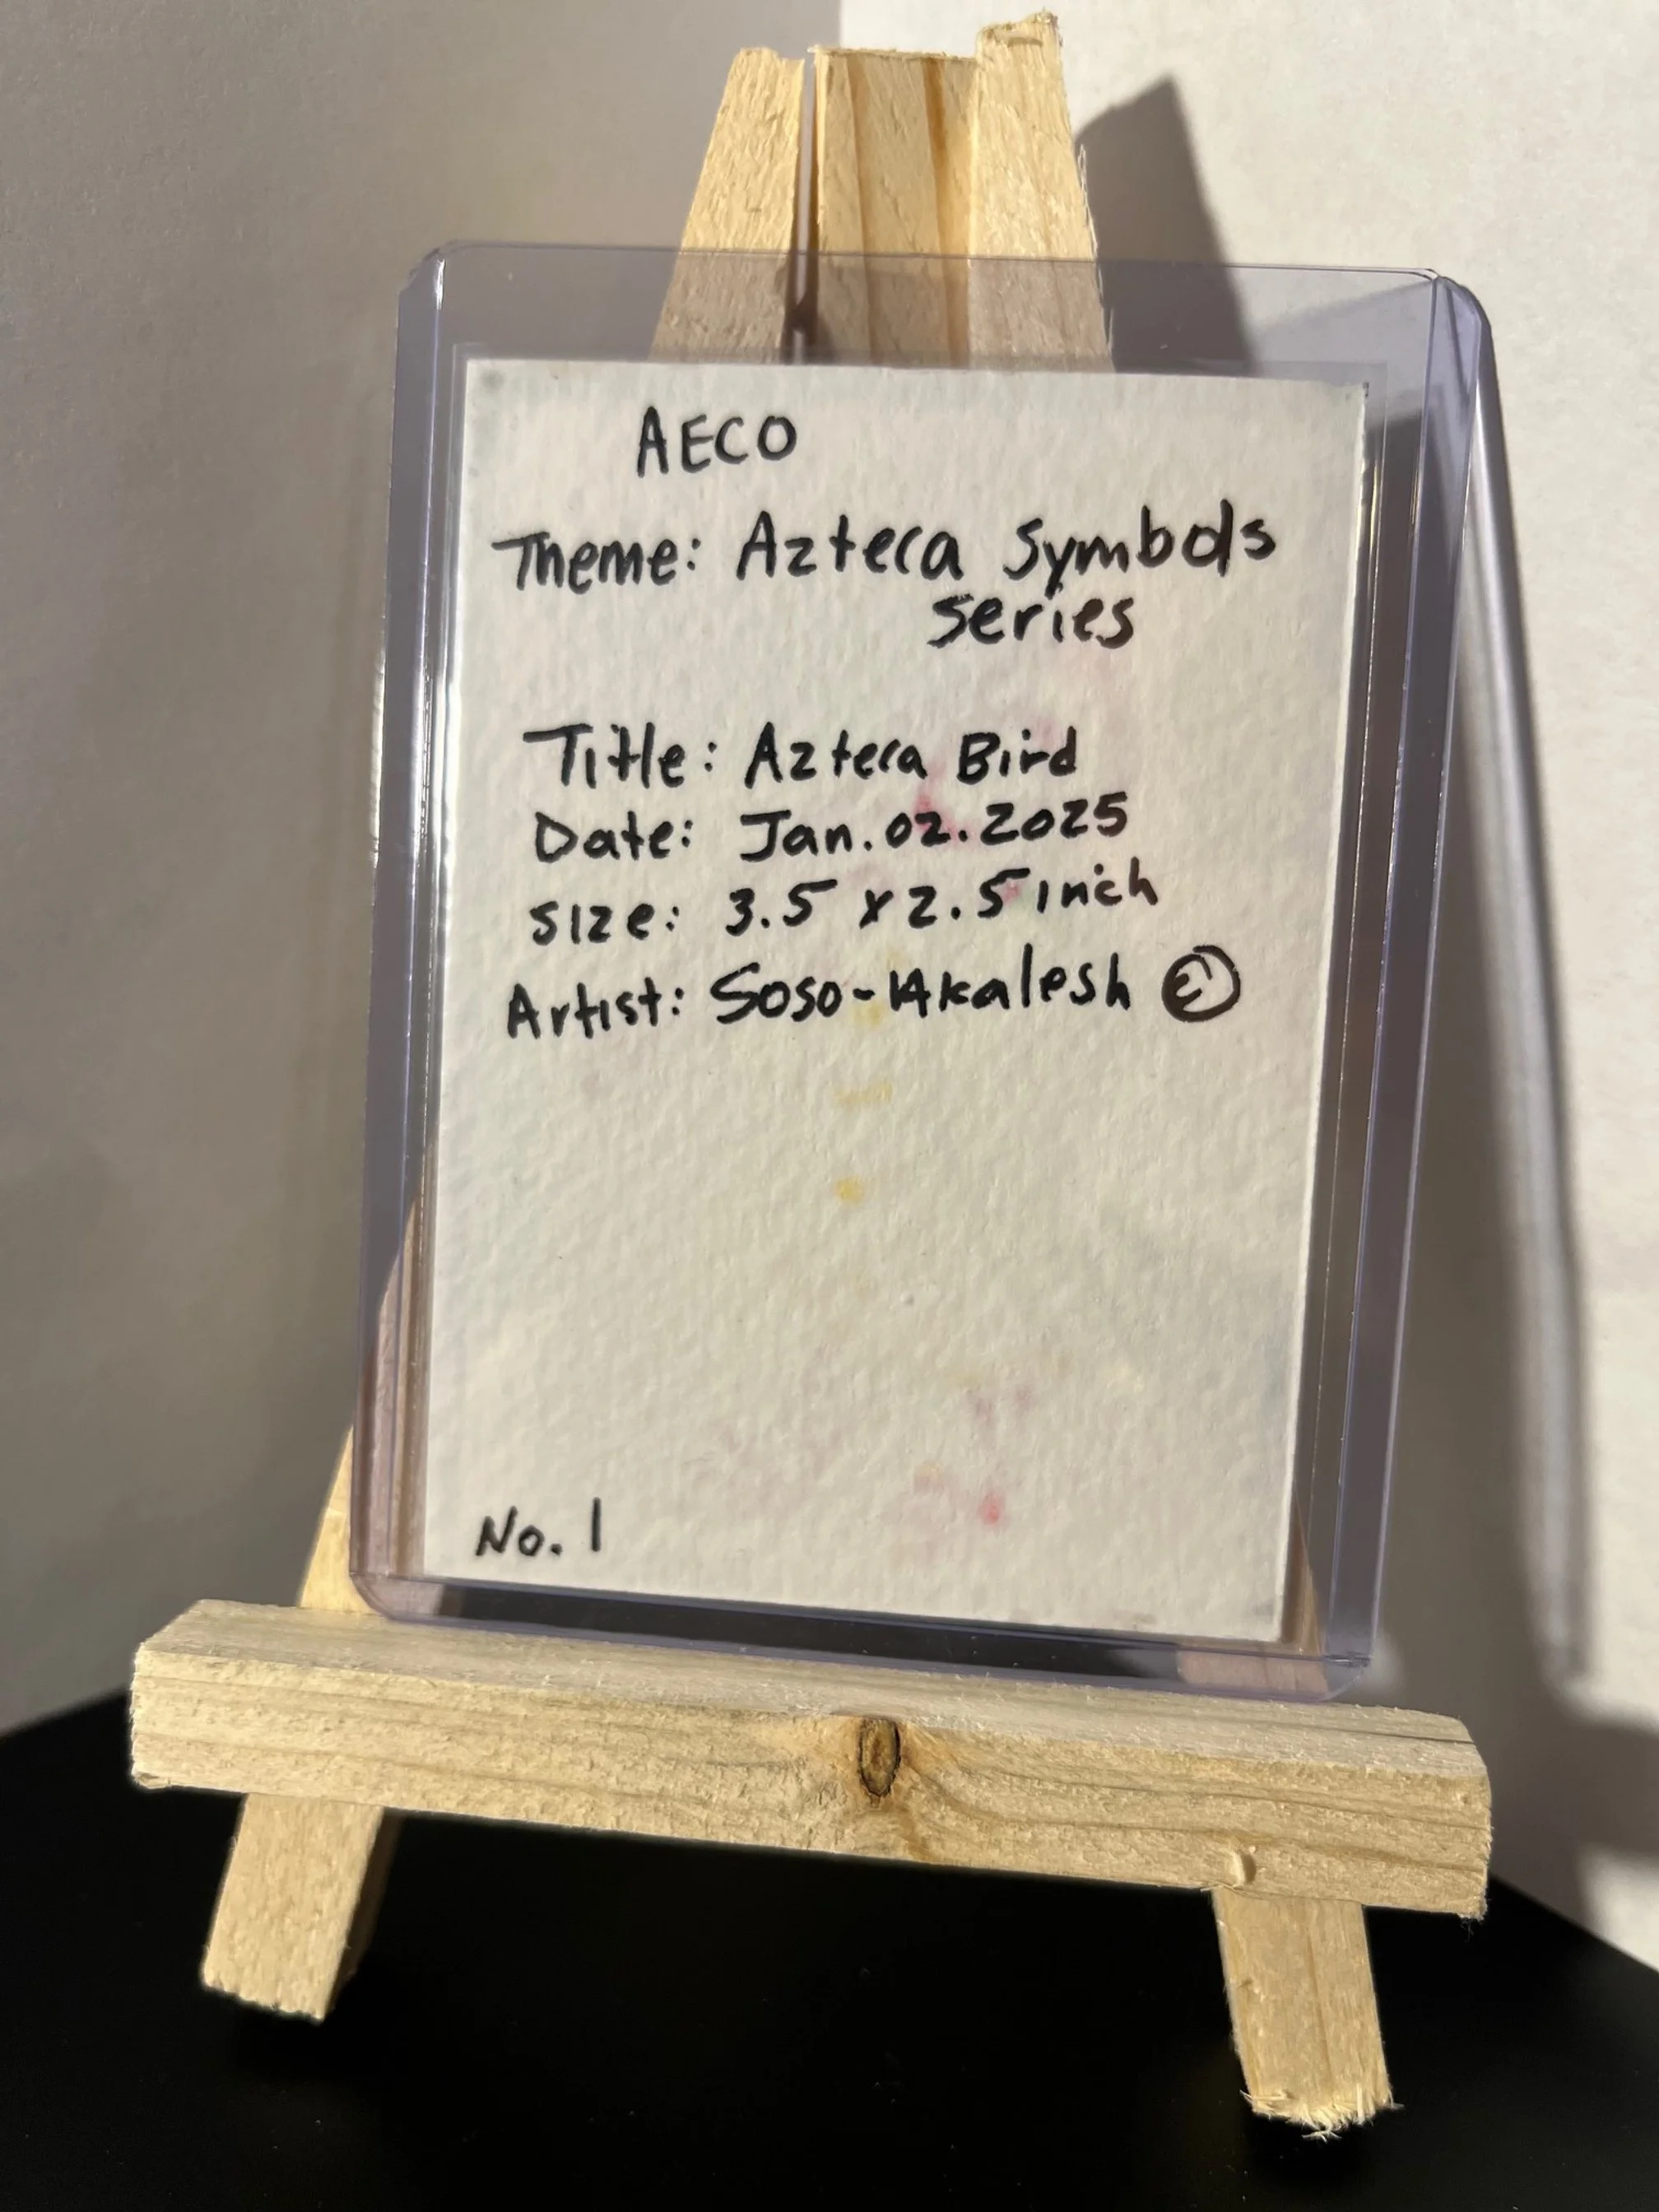 AECO
Theme: Azteca Symbols
series
Title: Azteca Bird
Date: Jan.02.2025
Size: 3.5 x 2.5 inch
Artist: Soso-Akalesh
No. 1